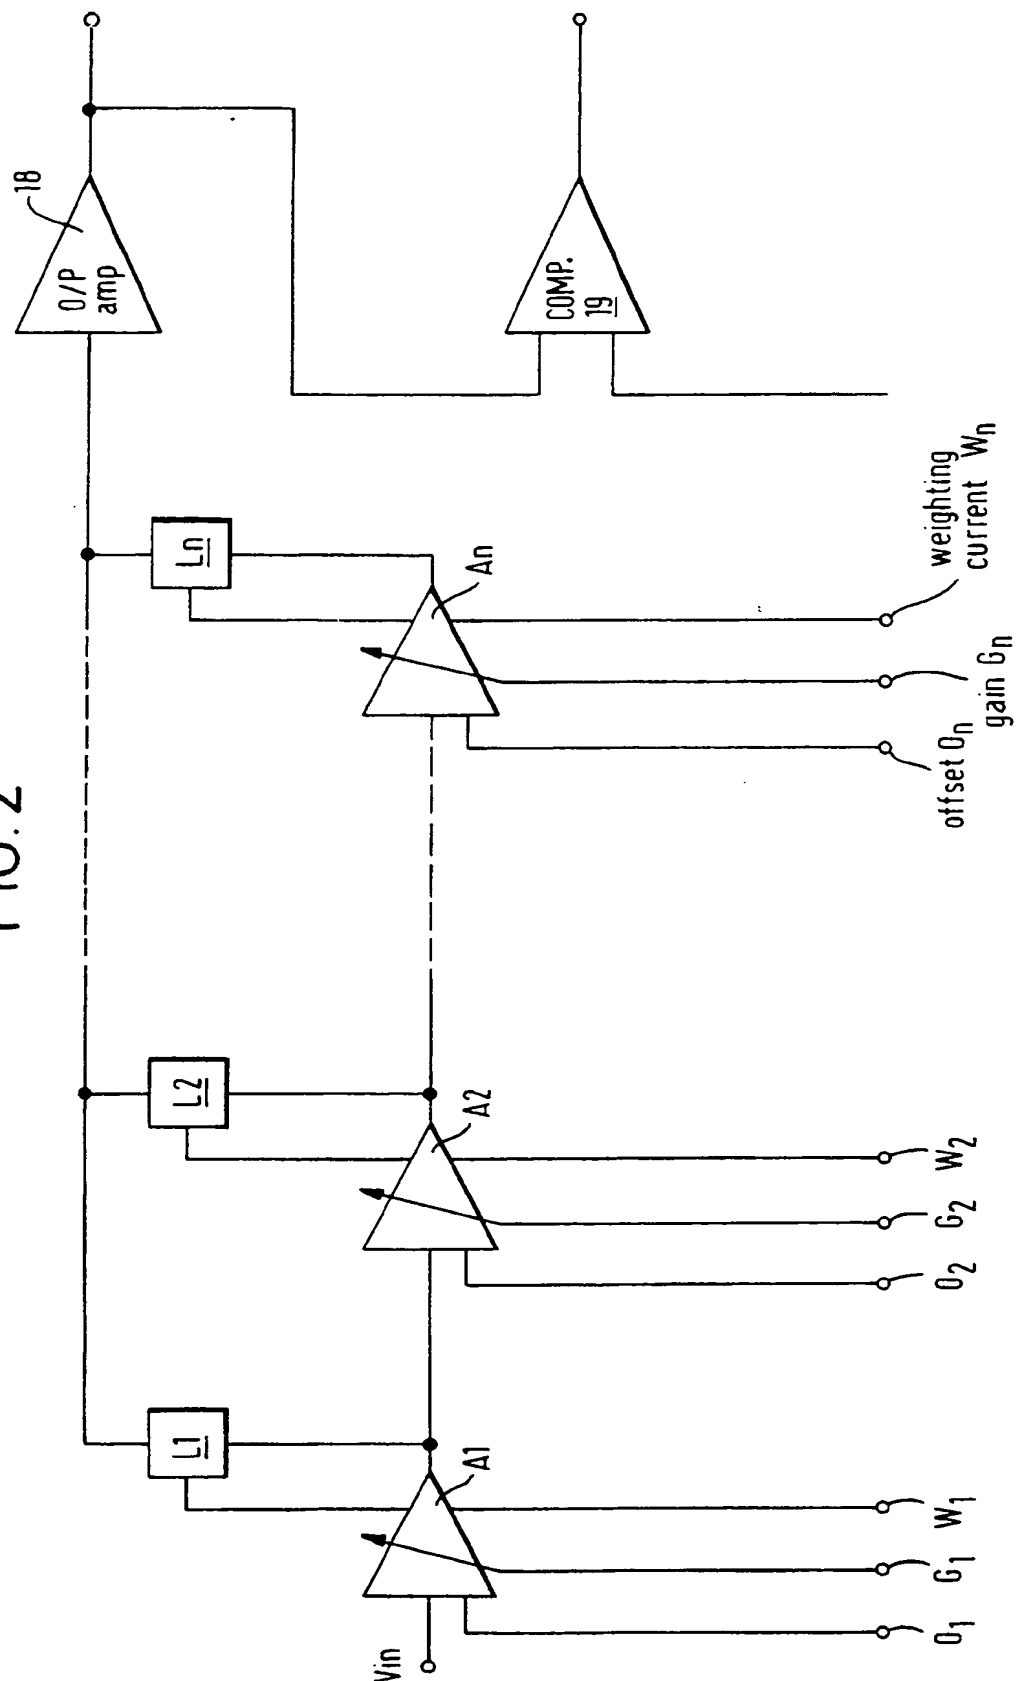 FIG. 2
18
O/P
amp
COMP.
19
L1
L2
Ln
A1
A2
An
Vin
O1
G1
W1
O2
G2
W2
offset On
gain Gn
weighting
current Wn